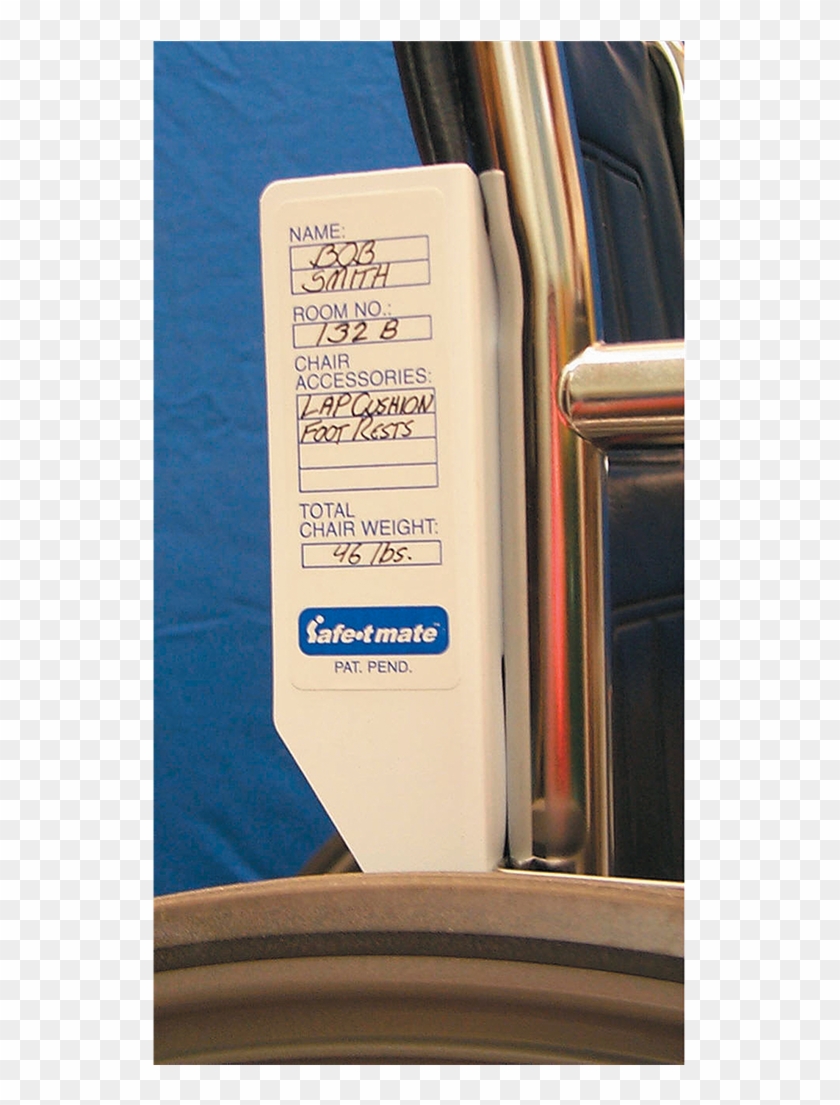 NAME:
BOB
SMITH
ROOM NO.:
132 B
CHAIR
ACCESSORIES:
LAP CUSHION
FOOT RESTS
TOTAL
CHAIR WEIGHT:
46 lbs.
Safe•t mate™
PAT. PEND.